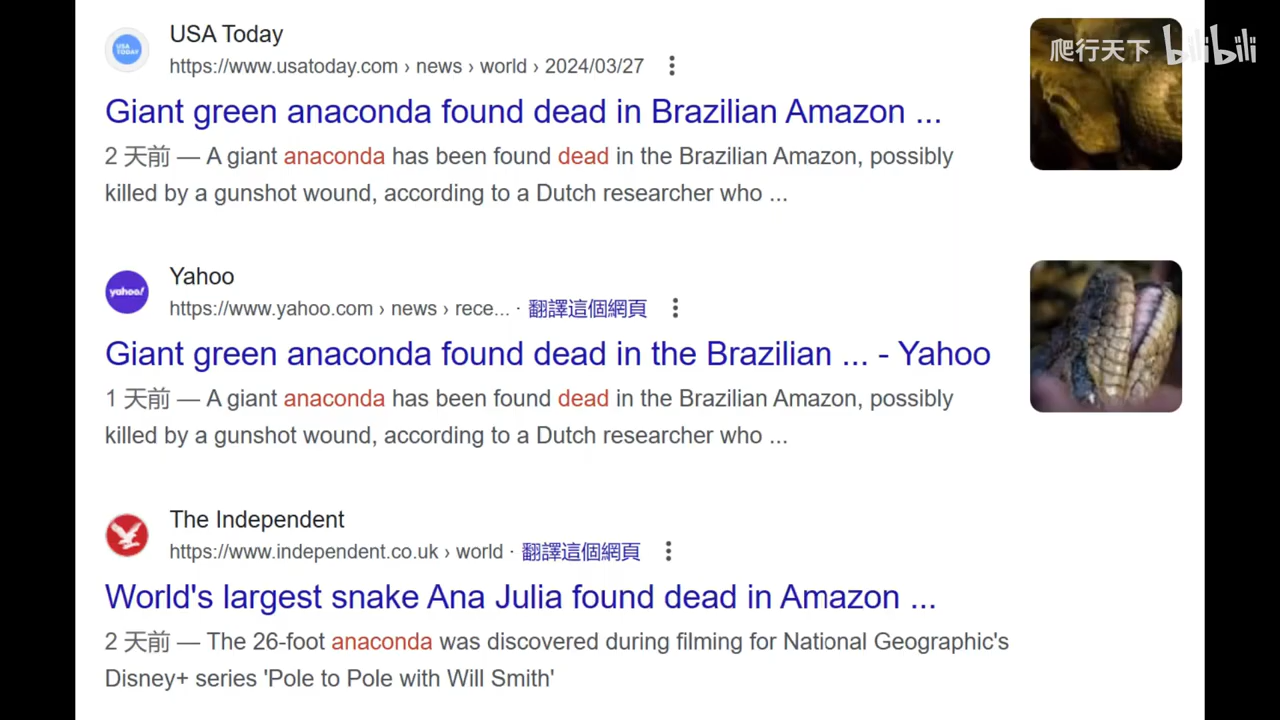 爬行天下 bilibili
USA TODAY
USA Today
https://www.usatoday.com › news › world › 2024/03/27
Giant green anaconda found dead in Brazilian Amazon ...
2 天前 — A giant anaconda has been found dead in the Brazilian Amazon, possibly
killed by a gunshot wound, according to a Dutch researcher who ...
yahoo!
Yahoo
https://www.yahoo.com › news › rece... · 翻譯這個網頁
Giant green anaconda found dead in the Brazilian ... - Yahoo
1 天前 — A giant anaconda has been found dead in the Brazilian Amazon, possibly
killed by a gunshot wound, according to a Dutch researcher who ...
The Independent
https://www.independent.co.uk › world · 翻譯這個網頁
World's largest snake Ana Julia found dead in Amazon ...
2 天前 — The 26-foot anaconda was discovered during filming for National Geographic's
Disney+ series 'Pole to Pole with Will Smith'